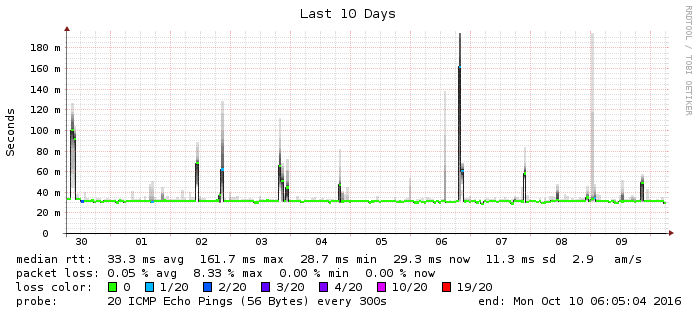 Last 10 Days
RRDTOOL / TOBI OETIKER
Seconds
180 m
160 m
140 m
120 m
100 m
80 m
60 m
40 m
20 m
0
30 01 02 03 04 05 06 07 08 09
median rtt: 33.3 ms avg 161.7 ms max 28.7 ms min 29.3 ms now 11.3 ms sd 2.9 am/s
packet loss: 0.05 % avg 8.33 % max 0.00 % min 0.00 % now
loss color: 0 1/20 2/20 3/20 4/20 10/20 19/20
probe: 20 ICMP Echo Pings (56 Bytes) every 300s end: Mon Oct 10 06:05:04 2016